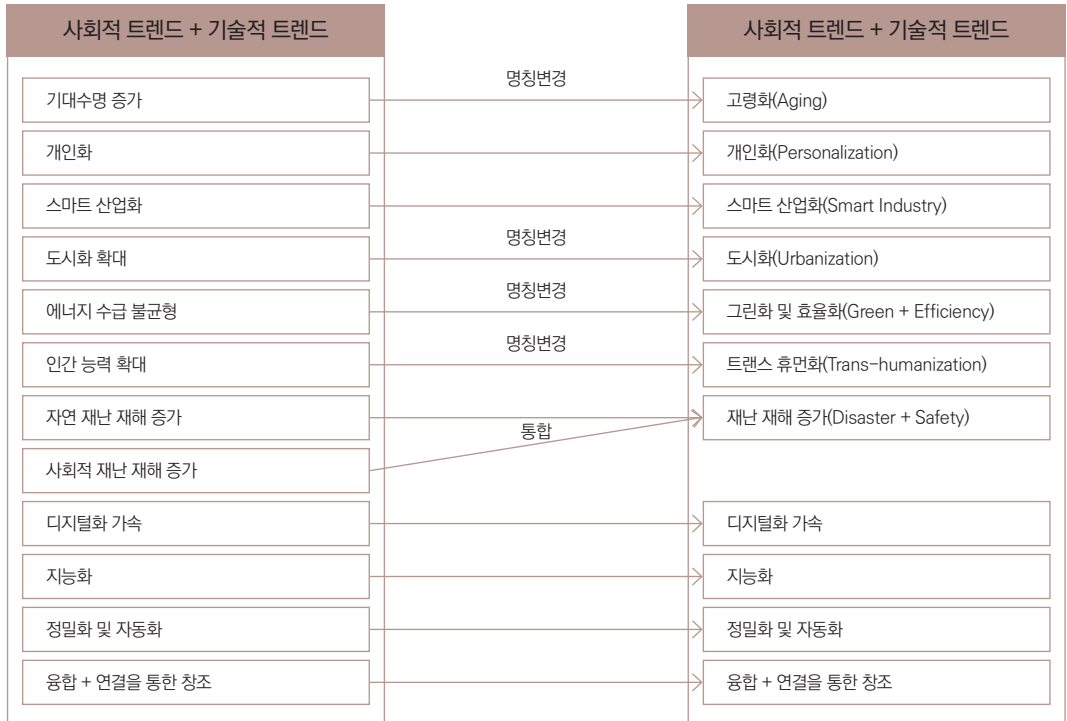 사회적 트렌드 + 기술적 트렌드
사회적 트렌드 + 기술적 트렌드
기대수명 증가
명칭변경
고령화(Aging)
개인화
개인화(Personalization)
스마트 산업화
스마트 산업화(Smart Industry)
도시화 확대
명칭변경
도시화(Urbanization)
에너지 수급 불균형
명칭변경
그린화 및 효율화(Green + Efficiency)
인간 능력 확대
명칭변경
트랜스 휴먼화(Trans-humanization)
자연 재난 재해 증가
통합
재난 재해 증가(Disaster + Safety)
사회적 재난 재해 증가
디지털화 가속
디지털화 가속
지능화
지능화
정밀화 및 자동화
정밀화 및 자동화
융합 + 연결을 통한 창조
융합 + 연결을 통한 창조